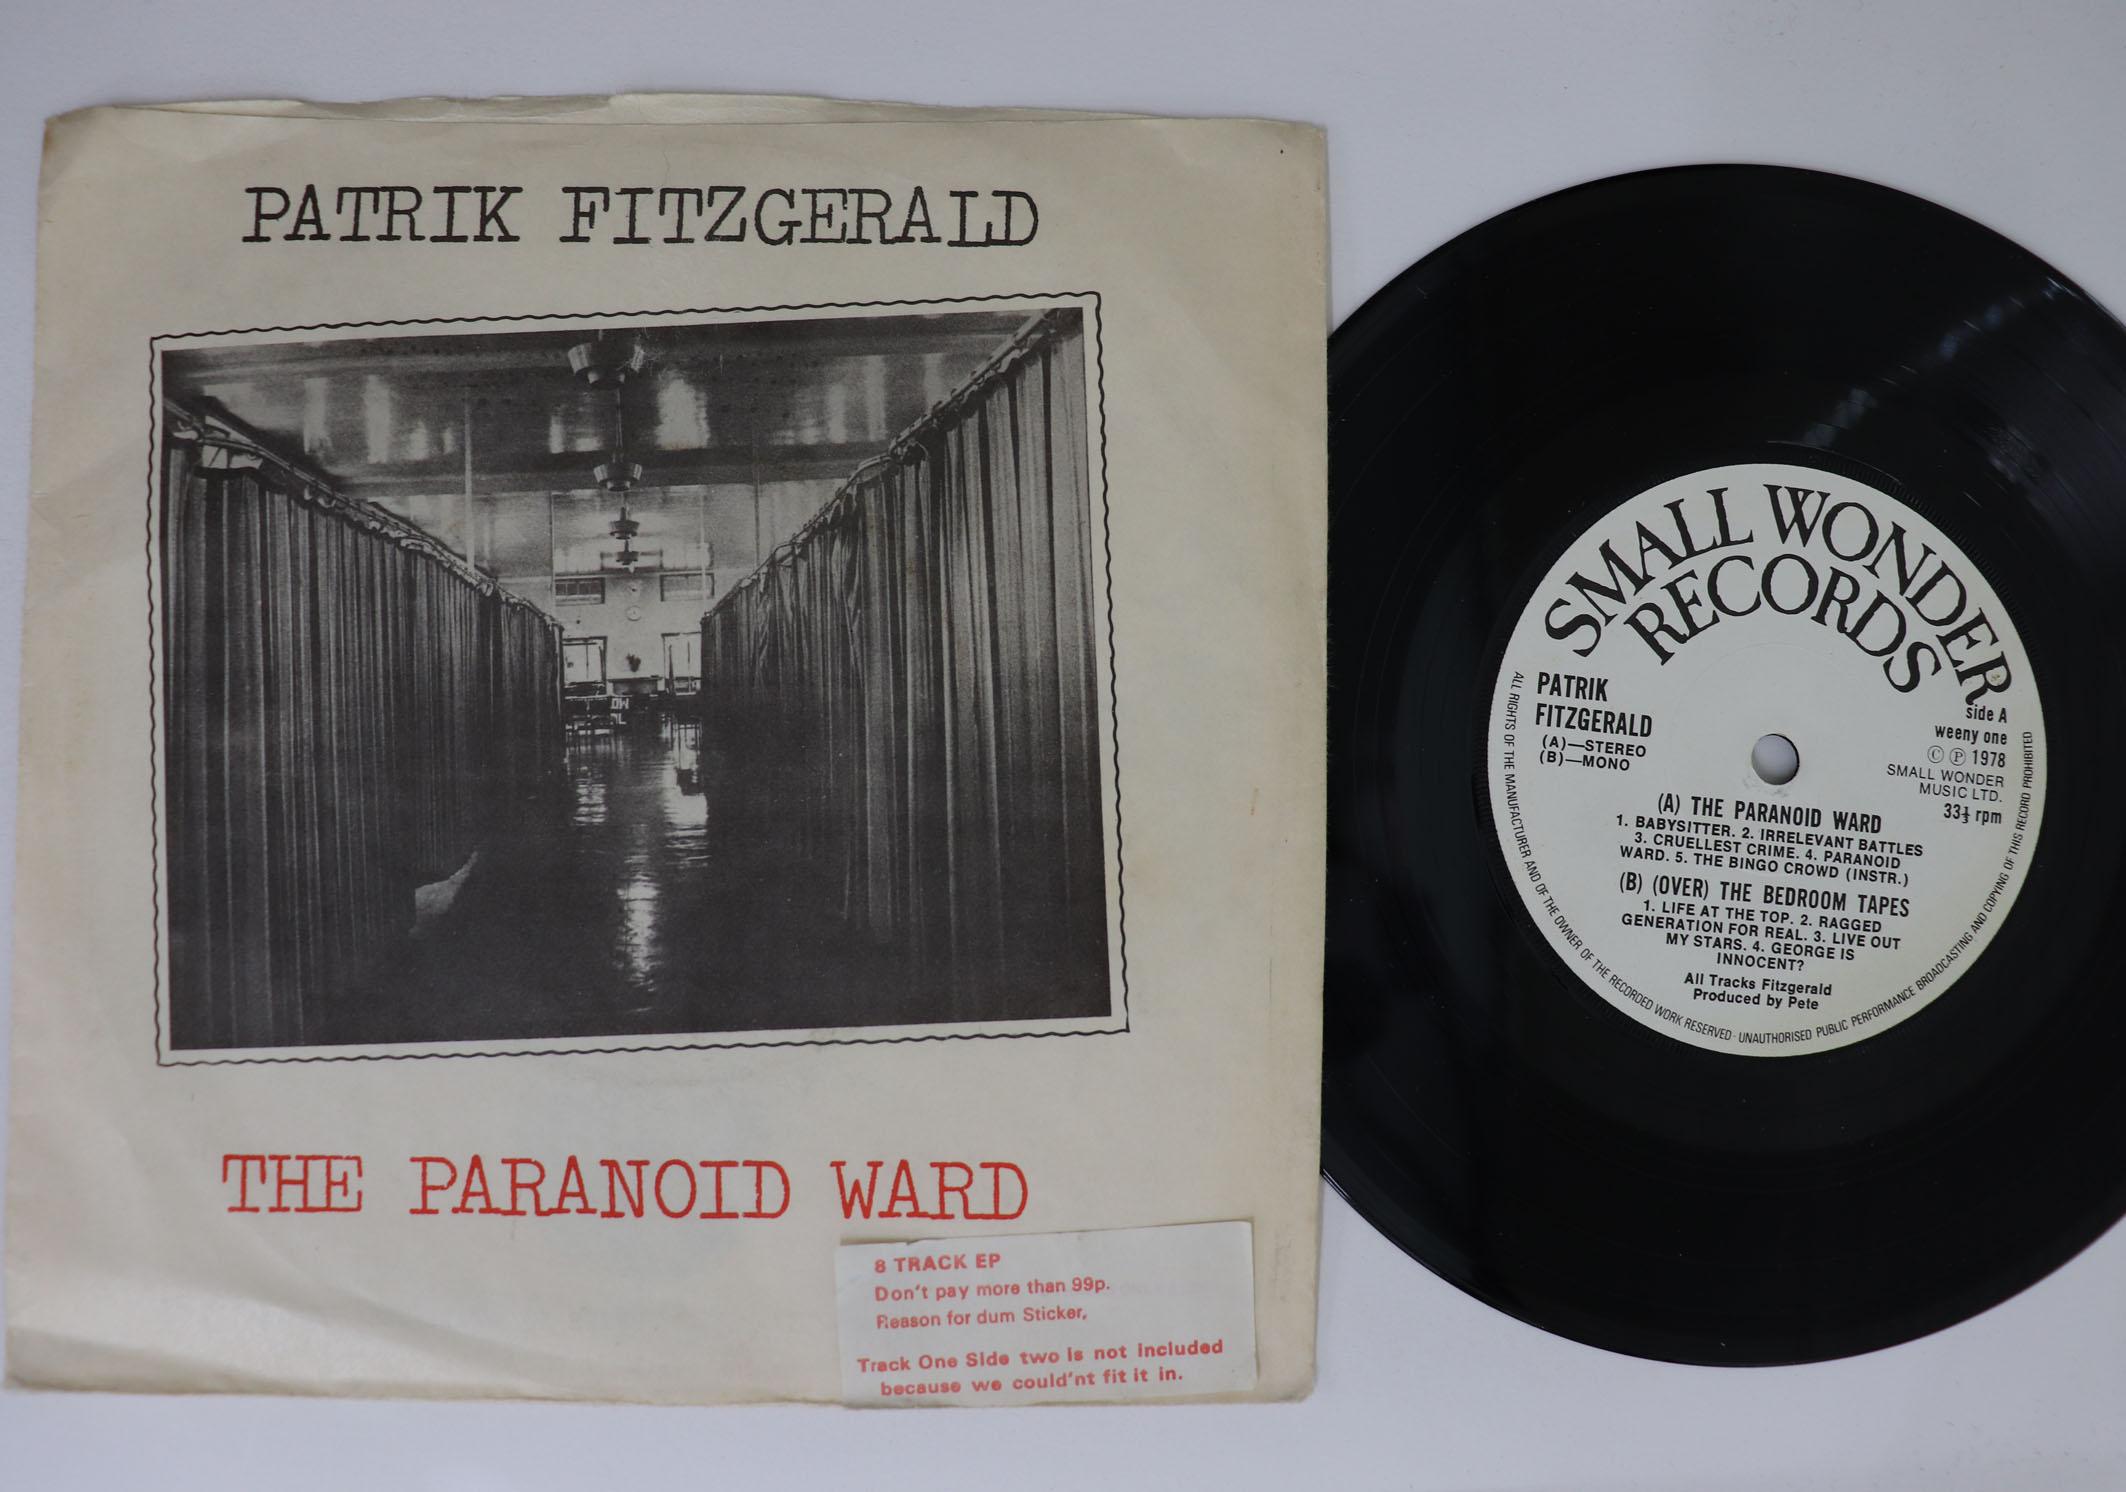 PATRIK FITZGERALD
THE PARANOID WARD
8 TRACK EP
Don't pay more than 99p.
Reason for dum Sticker,
Track One Side two is not included
because we could'nt fit it in.
SMALL WONDER
RECORDS
PATRIK
FITZGERALD
(A)—STEREO
(B)—MONO
side A
weeny one
© ℗ 1978
SMALL WONDER
MUSIC LTD.
33⅓ rpm
(A) THE PARANOID WARD
1. BABYSITTER. 2. IRRELEVANT BATTLES
3. CRUELLEST CRIME. 4. PARANOID
WARD. 5. THE BINGO CROWD (INSTR.)
(B) (OVER) THE BEDROOM TAPES
1. LIFE AT THE TOP. 2. RAGGED
GENERATION FOR REAL. 3. LIVE OUT
MY STARS. 4. GEORGE IS
INNOCENT?
All Tracks Fitzgerald
Produced by Pete
ALL RIGHTS OF THE MANUFACTURER AND OF THE OWNER OF THE RECORDED WORK RESERVED · UNAUTHORISED PUBLIC PERFORMANCE BROADCASTING AND COPYING OF THIS RECORD PROHIBITED